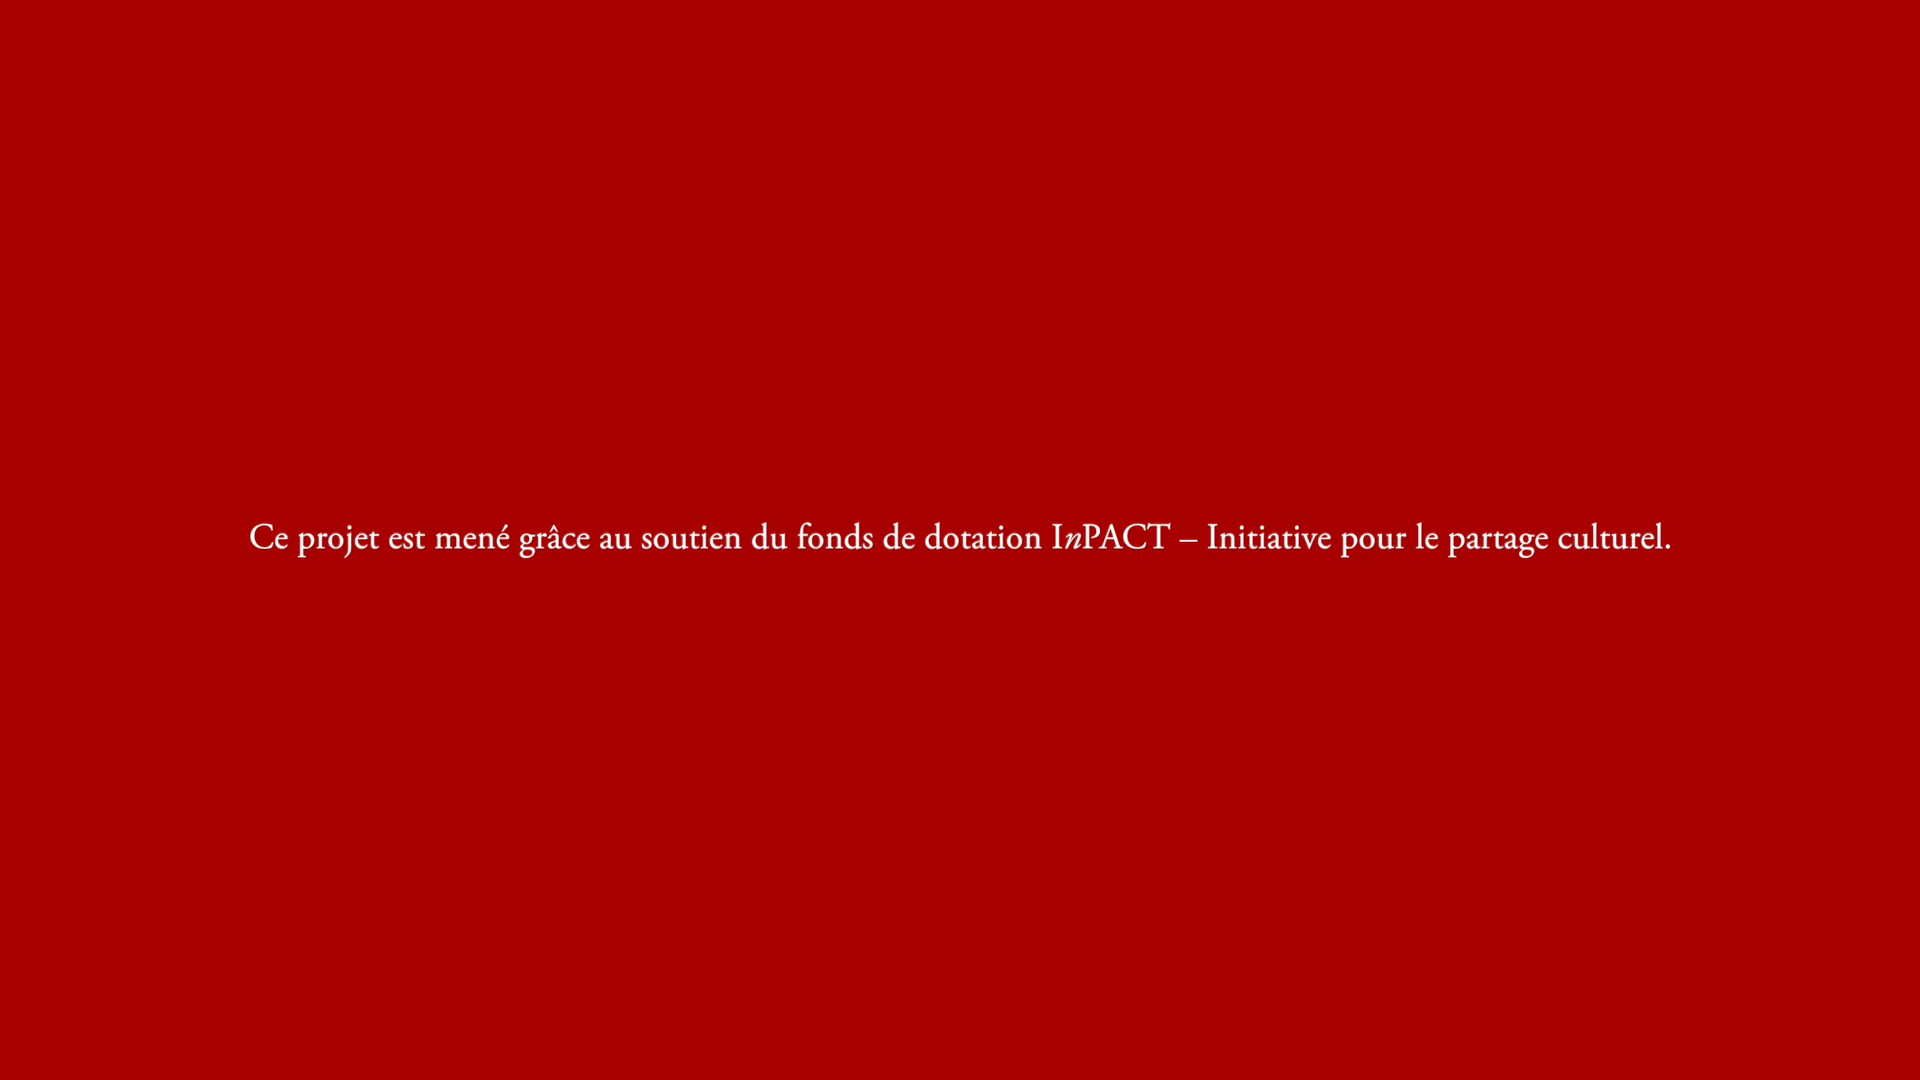 Ce projet est mené grâce au soutien du fonds de dotation InPACT – Initiative pour le partage culturel.